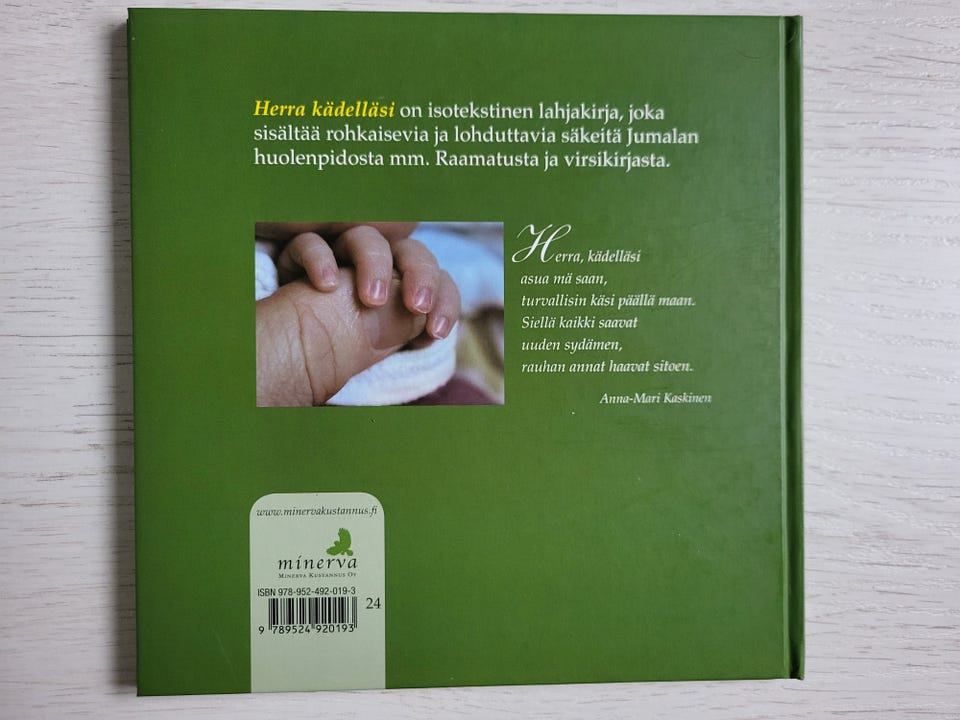 Herra kädelläsi on isotekstinen lahjakirja, joka
sisältää rohkaisevia ja lohduttavia säkeitä Jumalan
huolenpidosta mm. Raamatusta ja virsikirjasta.
Herra, kädelläsi
asua mä saan,
turvallisin käsi päällä maan.
Siellä kaikki saavat
uuden sydämen,
rauhan annat haavat sitoen.
Anna-Mari Kaskinen
www.minervakustannus.fi
minerva
MINERVA KUSTANNUS OY
ISBN 978-952-492-019-3
24
9 789524 920193